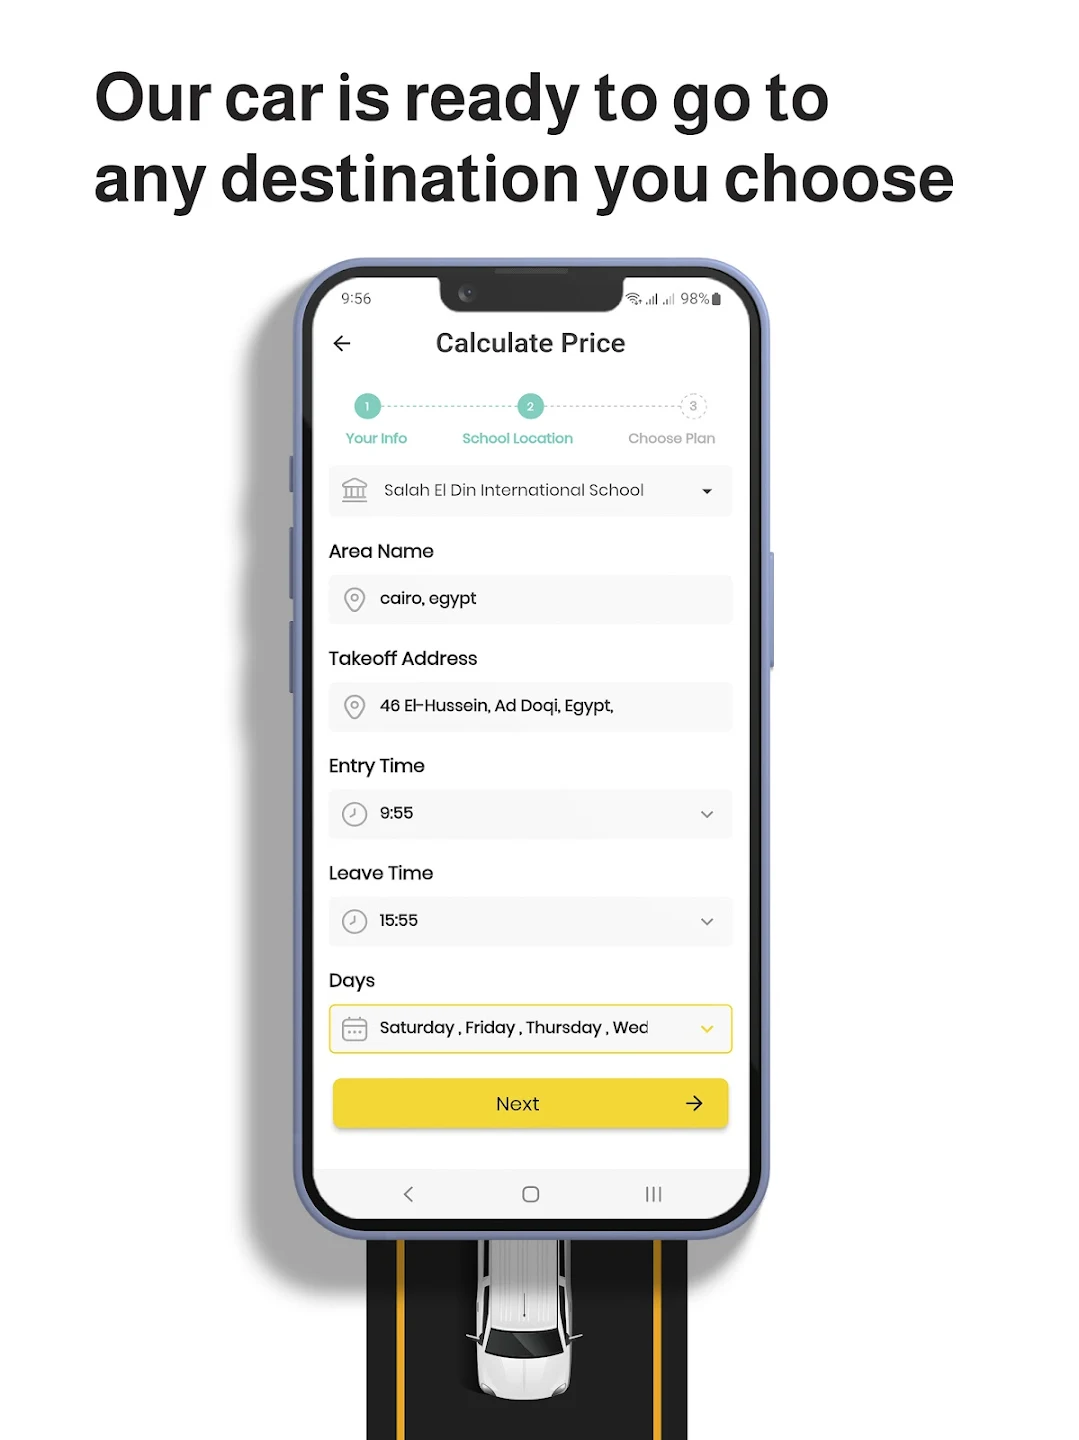 Our car is ready to go to
any destination you choose
9:56
98%
Calculate Price
1
2
3
Your Info
School Location
Choose Plan
Salah El Din International School
Area Name
cairo, egypt
Takeoff Address
46 El-Hussein, Ad Doqi, Egypt,
Entry Time
9:55
Leave Time
15:55
Days
Saturday , Friday , Thursday , Wed
Next